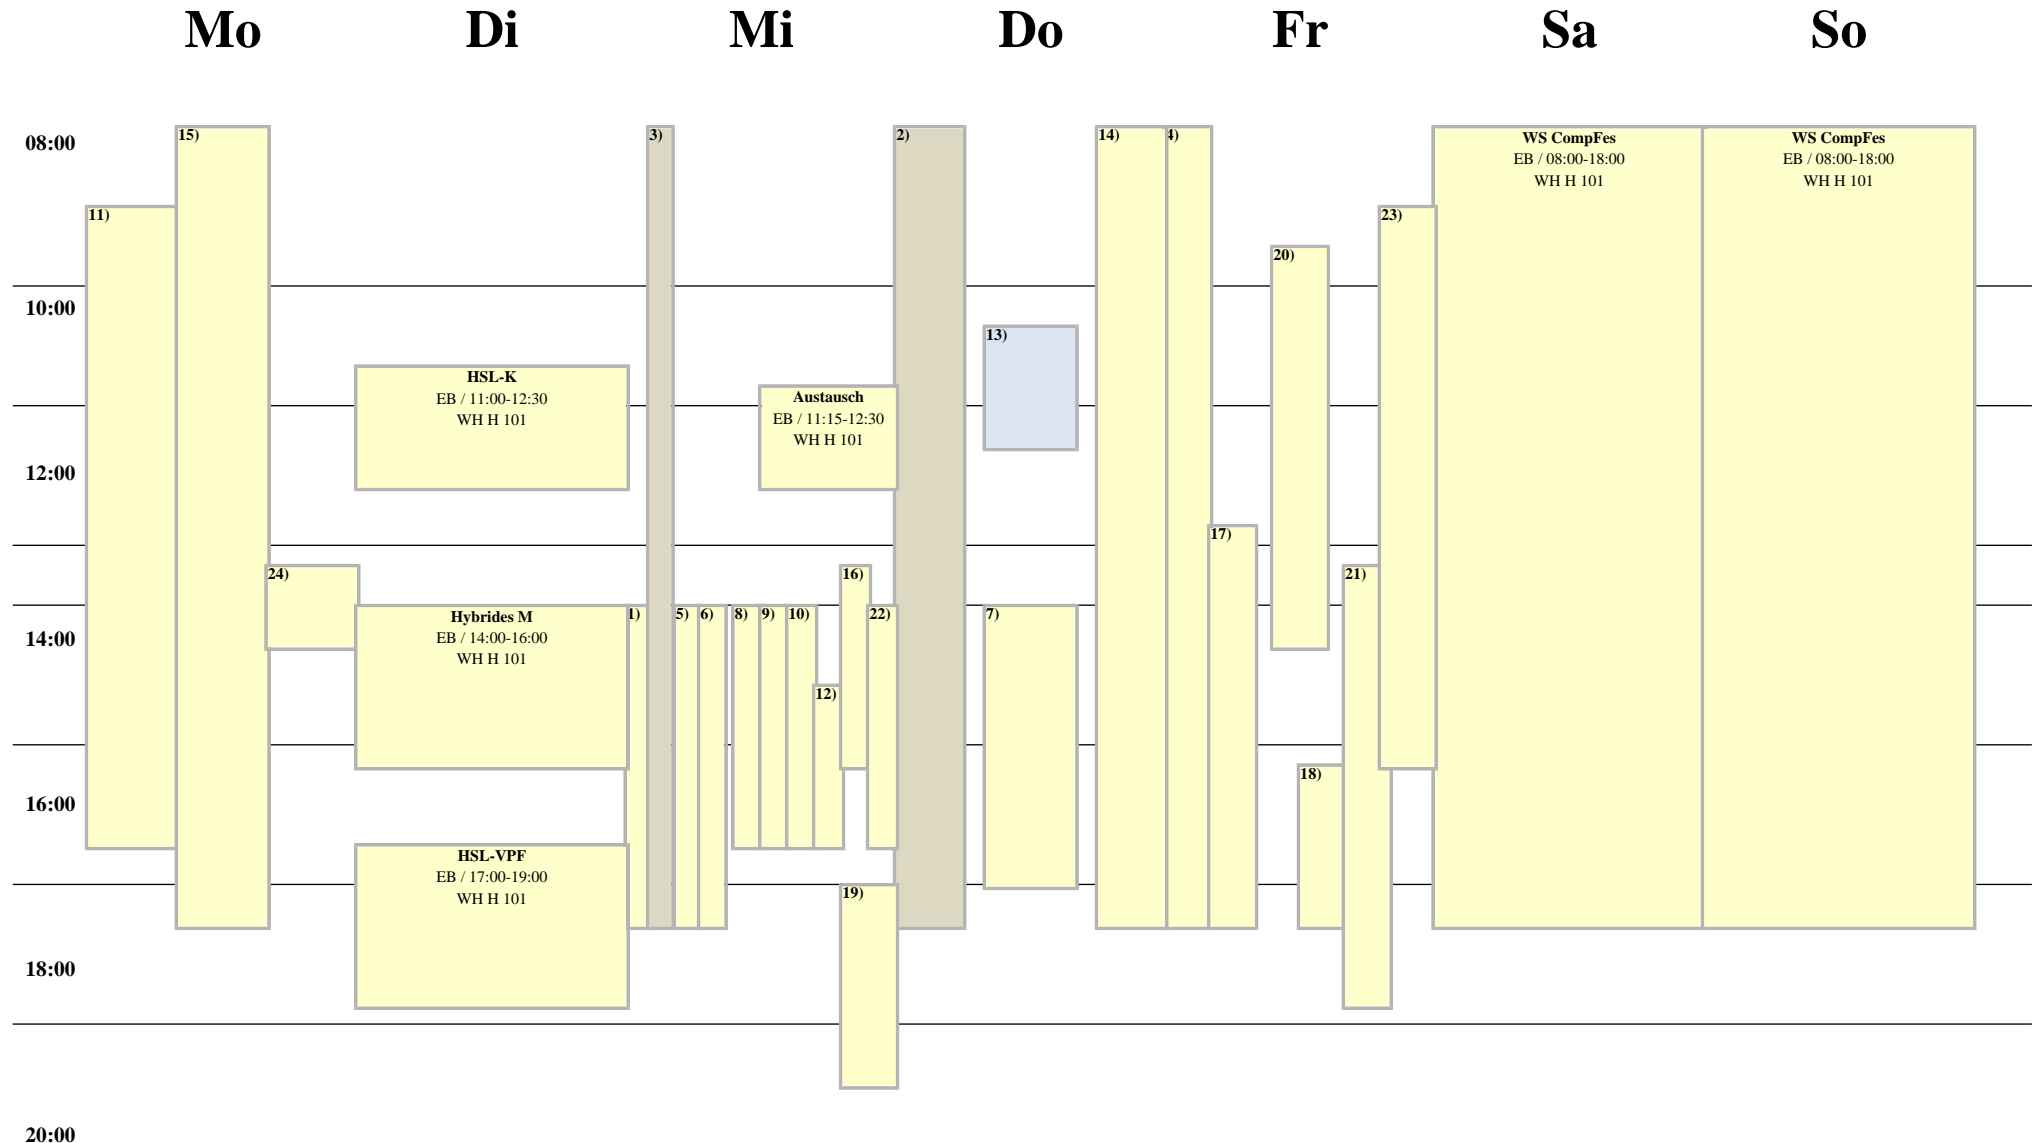 Mo Di Mi Do Fr Sa So
08:00
15)
3)
2)
14)
4)
WS CompFes
EB / 08:00-18:00
WH H 101
WS CompFes
EB / 08:00-18:00
WH H 101
11)
23)
20)
10:00
13)
HSL-K
EB / 11:00-12:30
WH H 101
Austausch
EB / 11:15-12:30
WH H 101
12:00
17)
24)
16)
21)
Hybrides M
EB / 14:00-16:00
WH H 101
1)
5)
6)
8)
9)
10)
22)
7)
14:00
12)
18)
16:00
HSL-VPF
EB / 17:00-19:00
WH H 101
19)
18:00
20:00